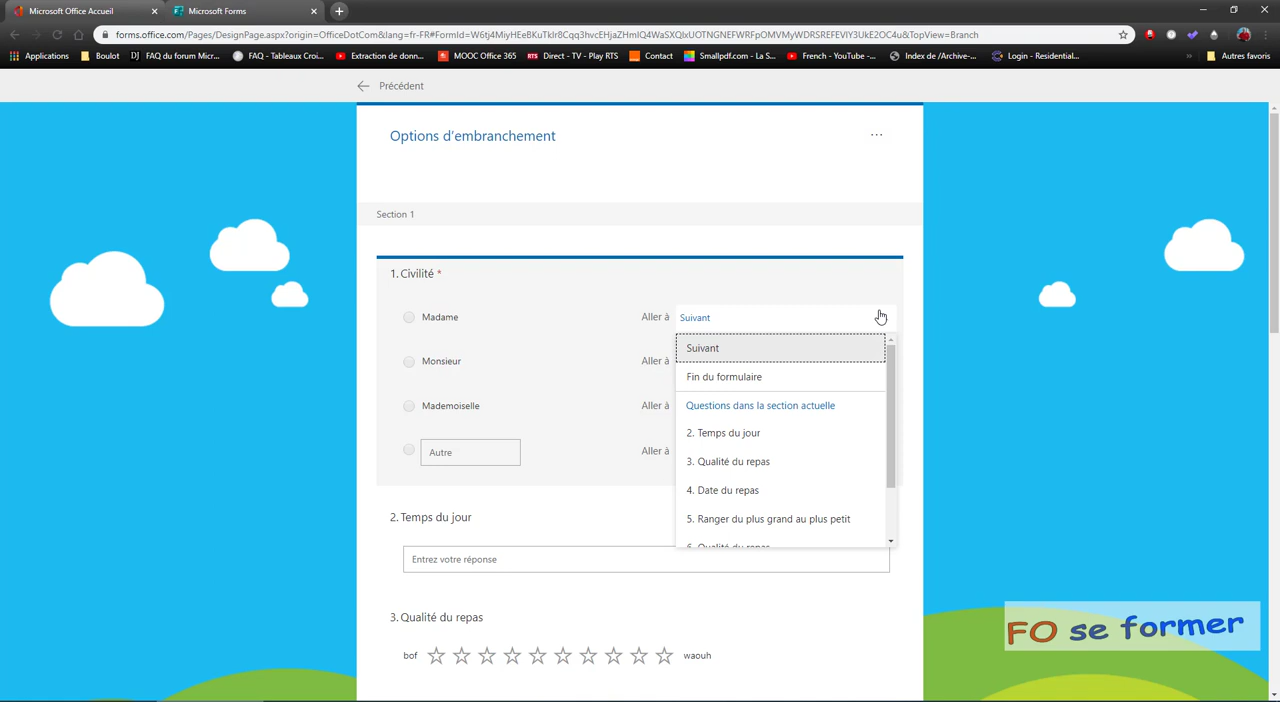 Microsoft Office Accueil
Microsoft Forms
forms.office.com/Pages/DesignPage.aspx?origin=OfficeDotCom&lang=fr-FR#FormId=
&TopView=Branch
Applications
Boulot
FAQ du forum Micr...
FAQ - Tableaux Croi...
Extraction de donn...
MOOC Office 365
Direct - TV - Play RTS
Contact
Smallpdf.com - La S...
French - YouTube -...
Index de /Archive-...
Login - Residential...
»
Autres favoris
Précédent
Options d'embranchement
...
Section 1
1. Civilité *
Madame
Aller à
Suivant
Suivant
Monsieur
Aller à
Fin du formulaire
Questions dans la section actuelle
Mademoiselle
Aller à
2. Temps du jour
Autre
Aller à
3. Qualité du repas
4. Date du repas
5. Ranger du plus grand au plus petit
6. Qualité du repas
2. Temps du jour
Entrez votre réponse
3. Qualité du repas
bof
waouh
FO se former